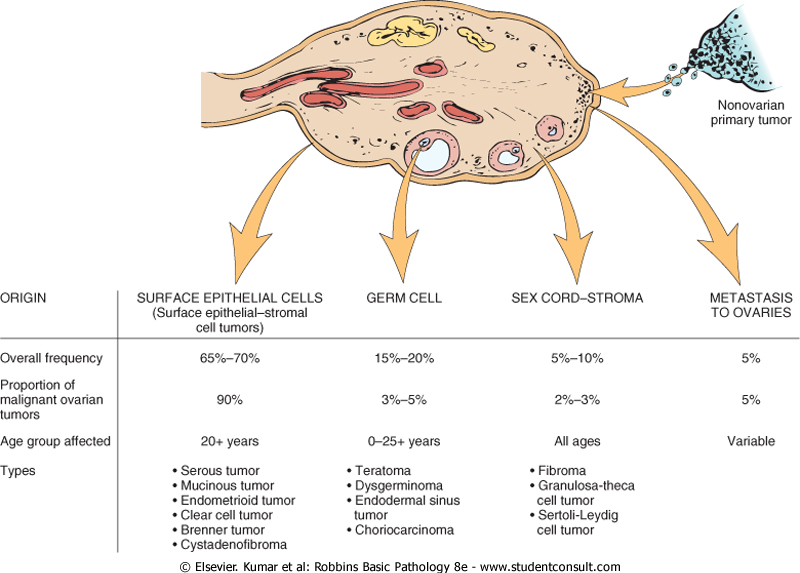 Nonovarian
primary tumor
ORIGIN
SURFACE EPITHELIAL CELLS
(Surface epithelial–stromal
cell tumors)
GERM CELL
SEX CORD–STROMA
METASTASIS
TO OVARIES
Overall frequency
65%–70%
15%–20%
5%–10%
5%
Proportion of
malignant ovarian
tumors
90%
3%–5%
2%–3%
5%
Age group affected
20+ years
0–25+ years
All ages
Variable
Types
• Serous tumor
• Mucinous tumor
• Endometrioid tumor
• Clear cell tumor
• Brenner tumor
• Cystadenofibroma
• Teratoma
• Dysgerminoma
• Endodermal sinus
tumor
• Choriocarcinoma
• Fibroma
• Granulosa-theca
cell tumor
• Sertoli-Leydig
cell tumor
© Elsevier. Kumar et al: Robbins Basic Pathology 8e - www.studentconsult.com